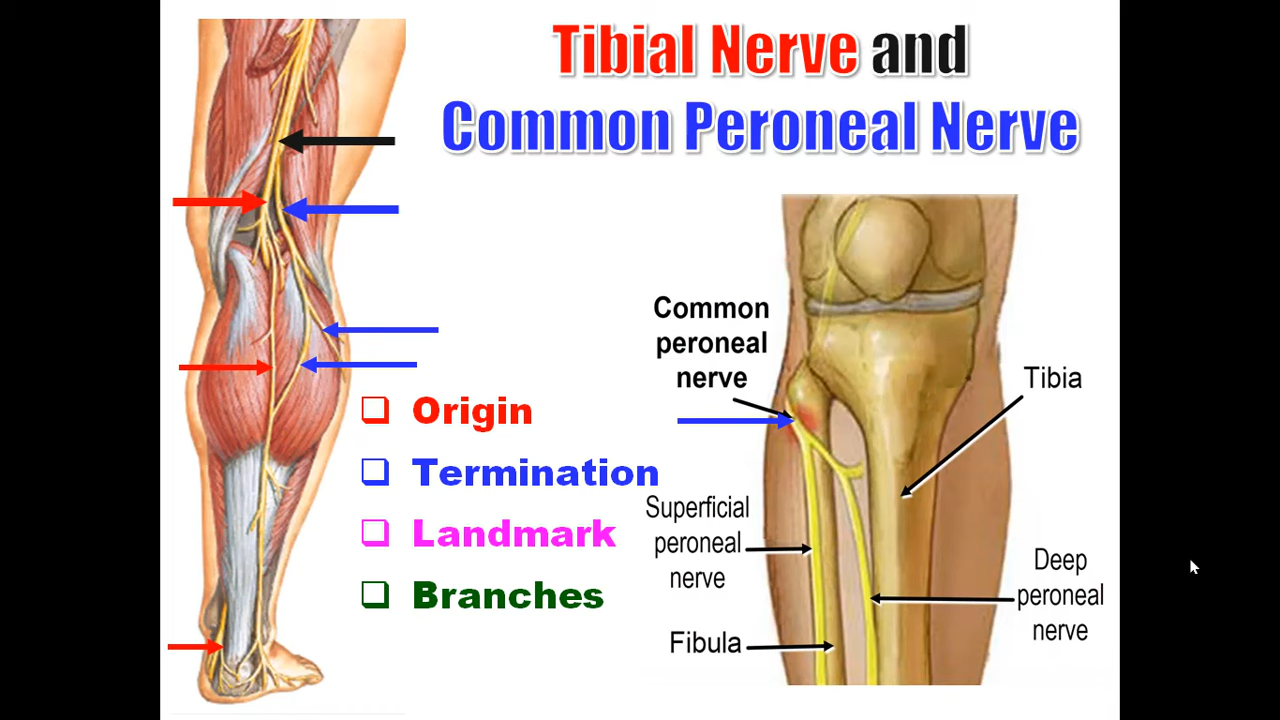 Tibial Nerve and
Common Peroneal Nerve
Common
peroneal
nerve
Tibia
Origin
Termination
Landmark
Branches
Superficial
peroneal
nerve
Deep
peroneal
nerve
Fibula